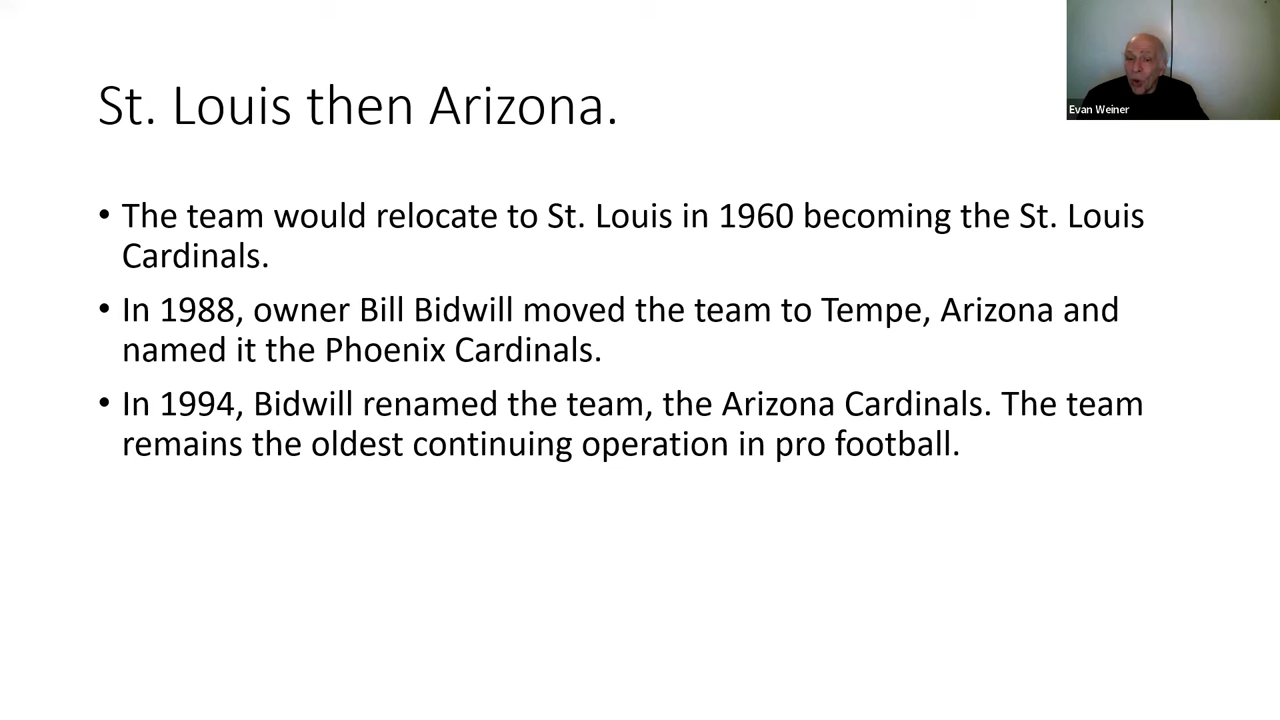 St. Louis then Arizona.
Evan Weiner
• The team would relocate to St. Louis in 1960 becoming the St. Louis
Cardinals.
• In 1988, owner Bill Bidwill moved the team to Tempe, Arizona and
named it the Phoenix Cardinals.
• In 1994, Bidwill renamed the team, the Arizona Cardinals. The team
remains the oldest continuing operation in pro football.